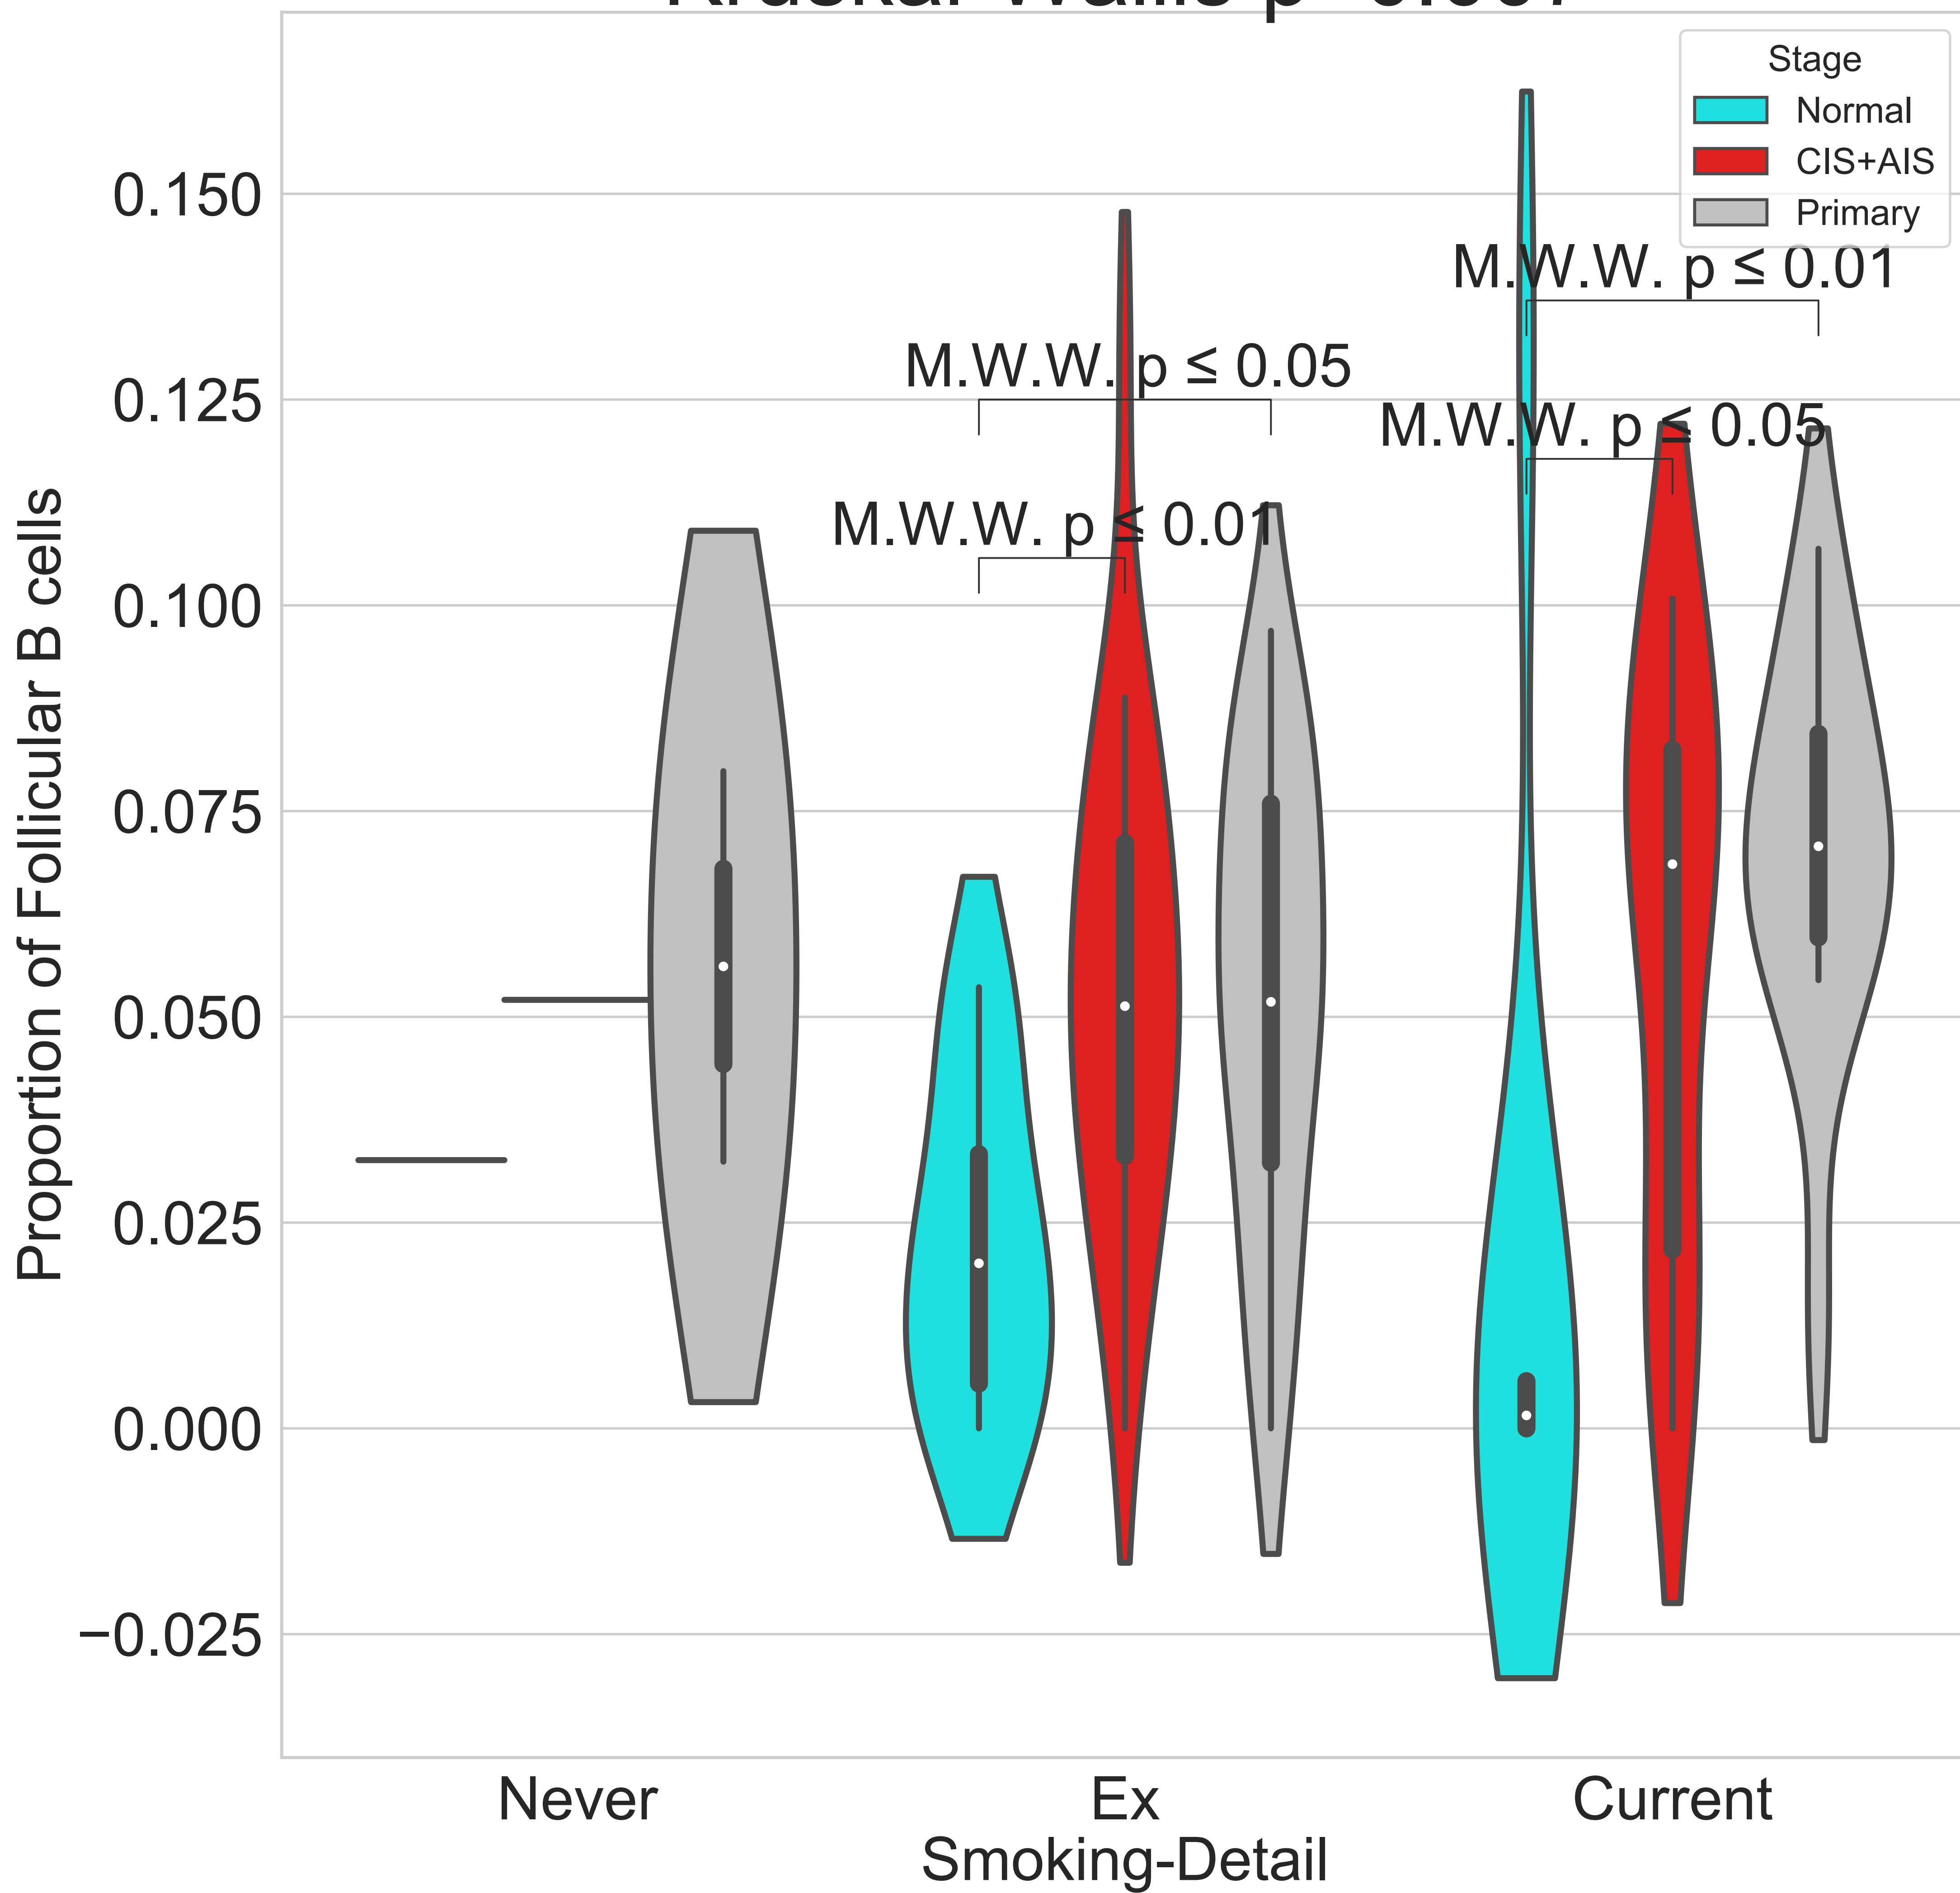 Stage
Normal
CIS+AIS
Primary
M.W.W. p ≤ 0.01
M.W.W. p ≤ 0.05
M.W.W. p ≤ 0.05
M.W.W. p ≤ 0.01
0.150
0.125
0.100
0.075
0.050
0.025
0.000
−0.025
Proportion of Follicular B cells
Never
Ex
Current
Smoking-Detail